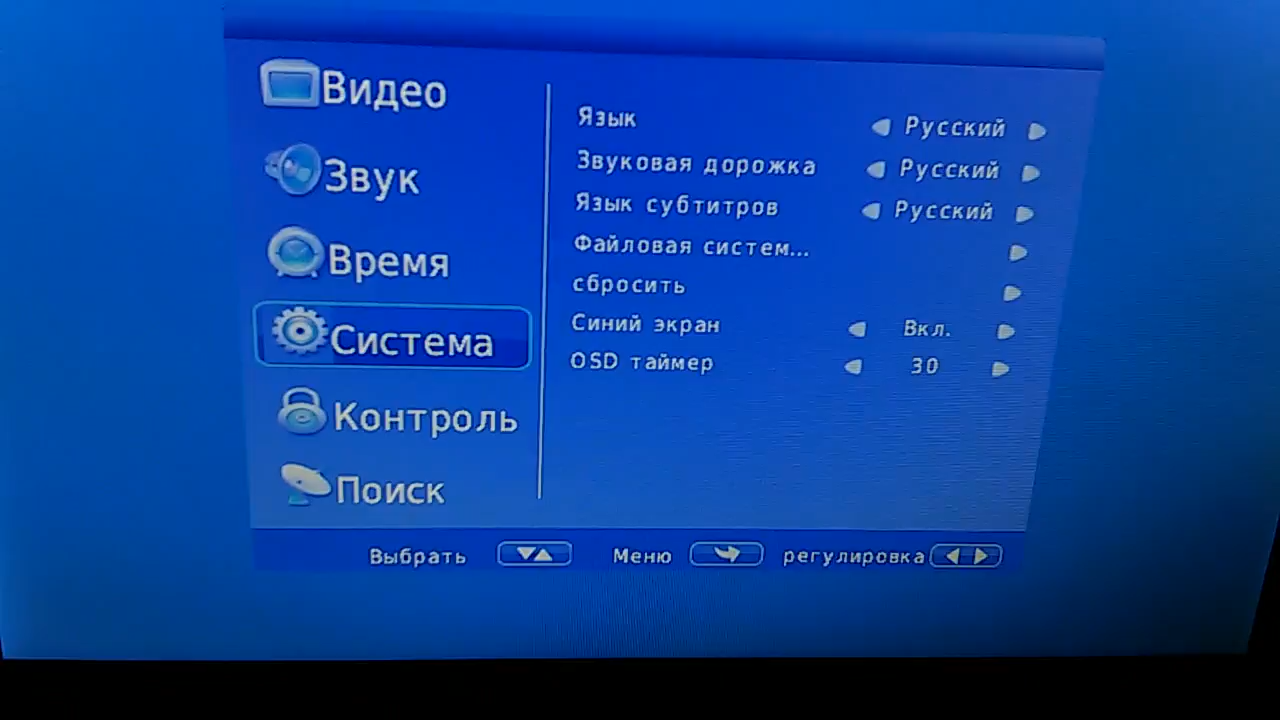 Видео
Звук
Время
Система
Контроль
Поиск
Язык Русский
Звуковая дорожка Русский
Язык субтитров Русский
Файловая систем...
сбросить
Синий экран Вкл.
OSD таймер 30
Выбрать Меню регулировка